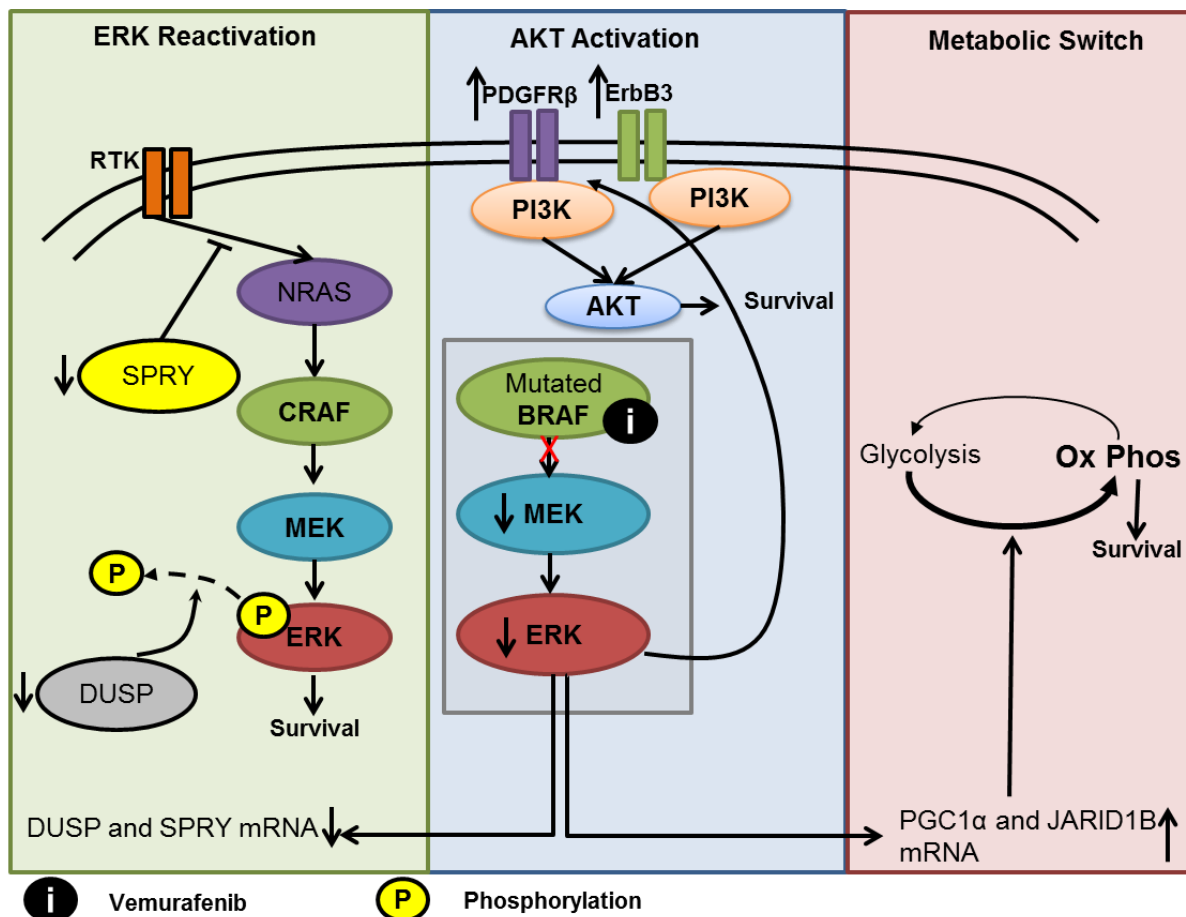 ERK Reactivation
AKT Activation
Metabolic Switch
PDGFRβ
ErbB3
RTK
PI3K
PI3K
NRAS
AKT
Survival
SPRY
Mutated
BRAF
i
CRAF
Glycolysis
Ox Phos
MEK
MEK
Survival
P
P
ERK
ERK
DUSP
Survival
DUSP and SPRY mRNA
PGC1α and JARID1B
mRNA
i
Vemurafenib
P
Phosphorylation